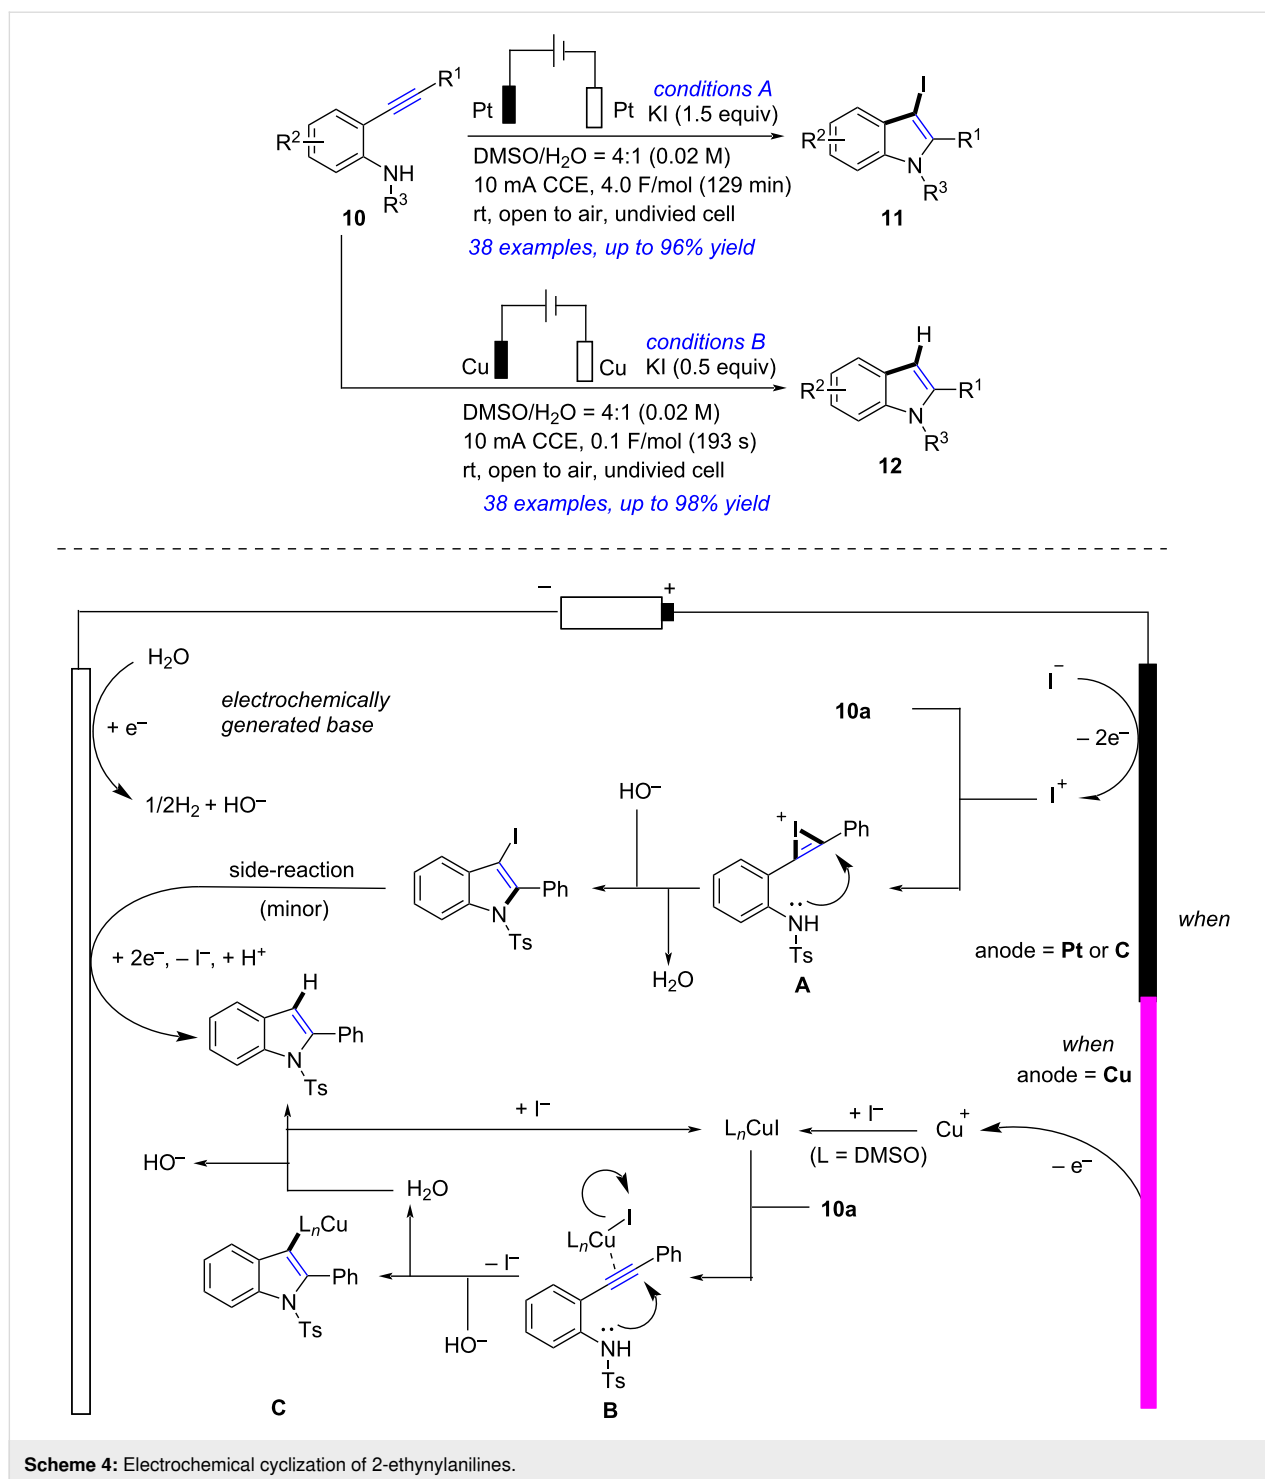 R1
R2
NH
R3
10
Pt
Pt
conditions A
KI (1.5 equiv)
DMSO/H2O = 4:1 (0.02 M)
10 mA CCE, 4.0 F/mol (129 min)
rt, open to air, undivied cell
38 examples, up to 96% yield
I
R2
R1
N
R3
11
Cu
Cu
conditions B
KI (0.5 equiv)
DMSO/H2O = 4:1 (0.02 M)
10 mA CCE, 0.1 F/mol (193 s)
rt, open to air, undivied cell
38 examples, up to 98% yield
H
R2
R1
N
R3
12
– +
H2O
+ e–
1/2H2 + HO–
electrochemically
generated base
I–
– 2e–
I+
10a
HO–
H2O
+
I
Ph
NH
Ts
A
when
anode = Pt or C
I
Ph
N
Ts
side-reaction
(minor)
+ 2e–, – I–, + H+
H
Ph
N
Ts
when
anode = Cu
– e–
Cu+
+ I–
(L = DMSO)
LnCuI
+ I–
10a
HO–
H2O
I
LnCu
Ph
NH
Ts
B
– I–
HO–
LnCu
Ph
N
Ts
C
Scheme 4: Electrochemical cyclization of 2-ethynylanilines.